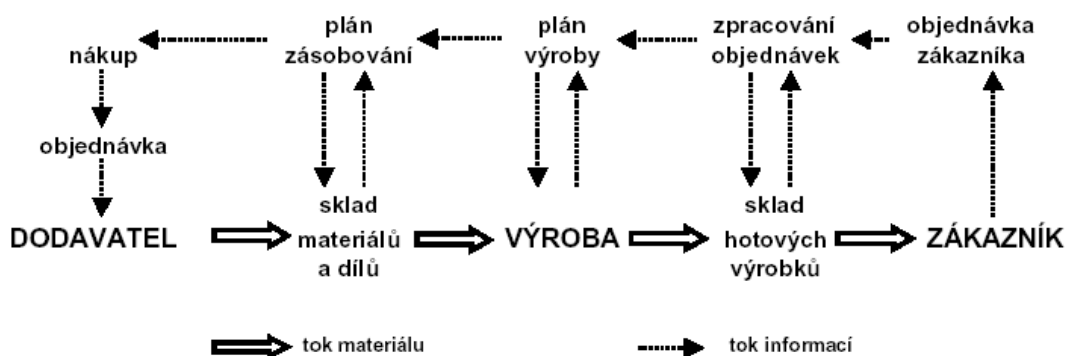 nákup
plán
zásobování
plán
výroby
zpracování
objednávek
objednávka
zákazníka
objednávka
DODAVATEL
sklad
materiálů
a dílů
VÝROBA
sklad
hotových
výrobků
ZÁKAZNÍK
tok materiálu
tok informací